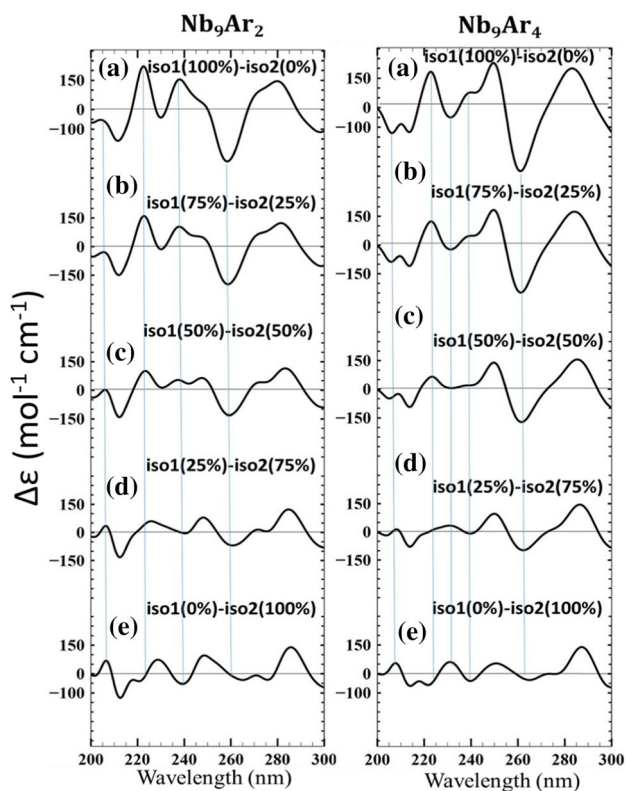 Nb₉Ar₂
Nb₉Ar₄
Δε (mol⁻¹ cm⁻¹)
(a)
iso1(100%)-iso2(0%)
150
0
−100
(b)
iso1(75%)-iso2(25%)
150
0
−150
(c)
iso1(50%)-iso2(50%)
150
0
−150
(d)
iso1(25%)-iso2(75%)
150
0
−150
(e)
iso1(0%)-iso2(100%)
150
0
−100
200 220 240 260 280 300
Wavelength (nm)
(a)
iso1(100%)-iso2(0%)
150
0
−100
(b)
iso1(75%)-iso2(25%)
150
0
−150
(c)
iso1(50%)-iso2(50%)
150
0
−150
(d)
iso1(25%)-iso2(75%)
150
0
−150
(e)
iso1(0%)-iso2(100%)
150
0
−100
200 220 240 260 280 300
Wavelength (nm)